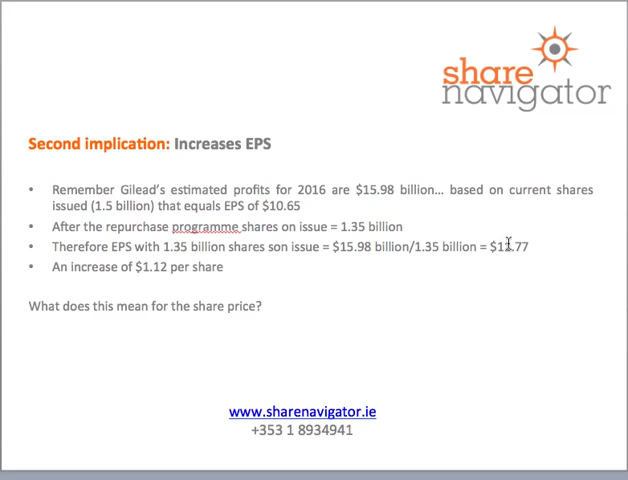 share
navigator
Second implication: Increases EPS
• Remember Gilead's estimated profits for 2016 are $15.98 billion… based on current shares
issued (1.5 billion) that equals EPS of $10.65
• After the repurchase programme shares on issue = 1.35 billion
• Therefore EPS with 1.35 billion shares son issue = $15.98 billion/1.35 billion =
• An increase of $1.12 per share
What does this mean for the share price?
www.sharenavigator.ie
+353 1 8934941